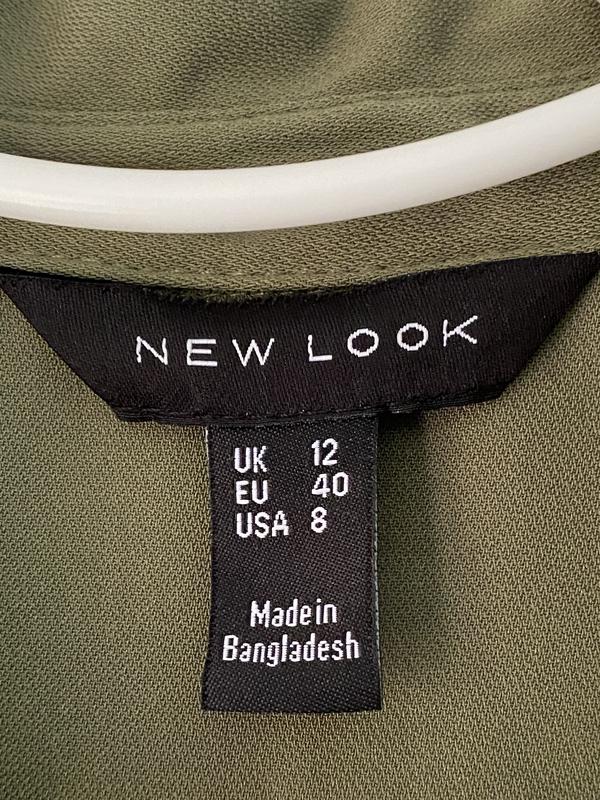 NEW LOOK
UK 12
EU 40
USA 8
Made in
Bangladesh